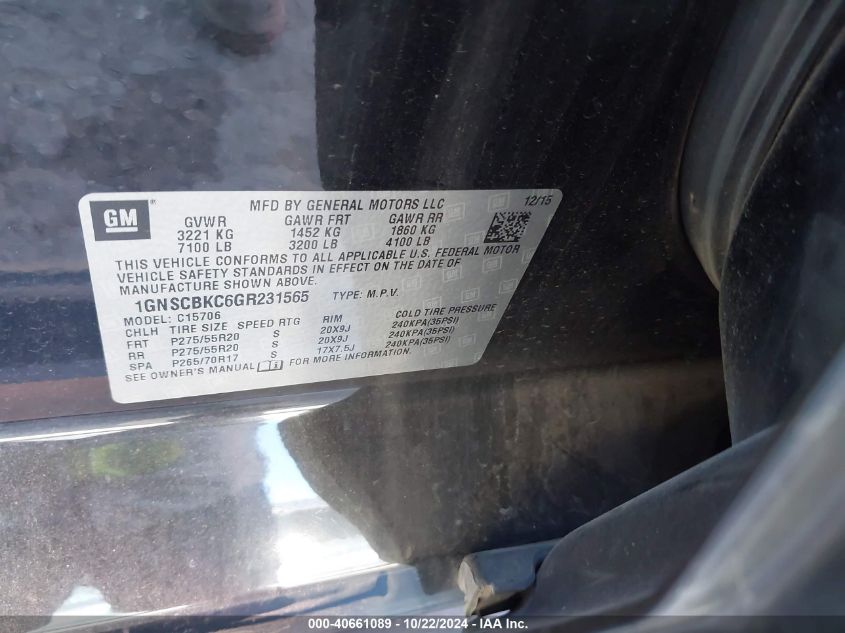 GM ®
MFD BY GENERAL MOTORS LLC 12/15
GVWR GAWR FRT GAWR RR
3221 KG 1452 KG 1860 KG
7100 LB 3200 LB 4100 LB
THIS VEHICLE CONFORMS TO ALL APPLICABLE U.S. FEDERAL MOTOR
VEHICLE SAFETY STANDARDS IN EFFECT ON THE DATE OF
MANUFACTURE SHOWN ABOVE.
1GNSCBKC6GR231565 TYPE: M.P.V.
MODEL: C15706
CHLH TIRE SIZE SPEED RTG RIM COLD TIRE PRESSURE
FRT P275/55R20 S 20X9J 240KPA(35PSI)
RR P275/55R20 S 20X9J 240KPA(35PSI)
SPA P265/70R17 S 17X7.5J 240KPA(35PSI)
SEE OWNER'S MANUAL FOR MORE INFORMATION.
000-40661089 - 10/22/2024 - IAA Inc.